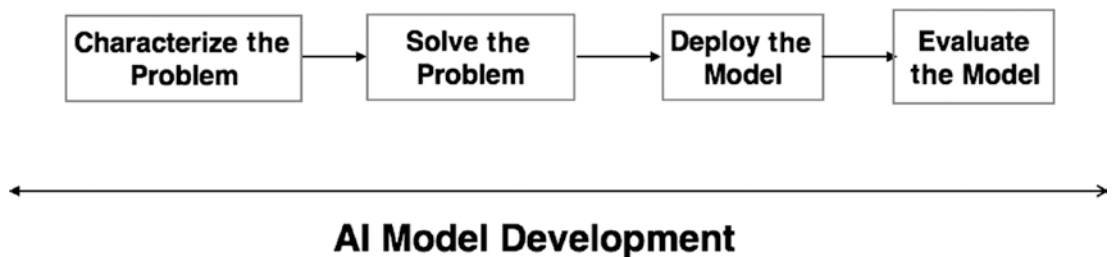 Characterize the
Problem
Solve the
Problem
Deploy the
Model
Evaluate
the Model
AI Model Development